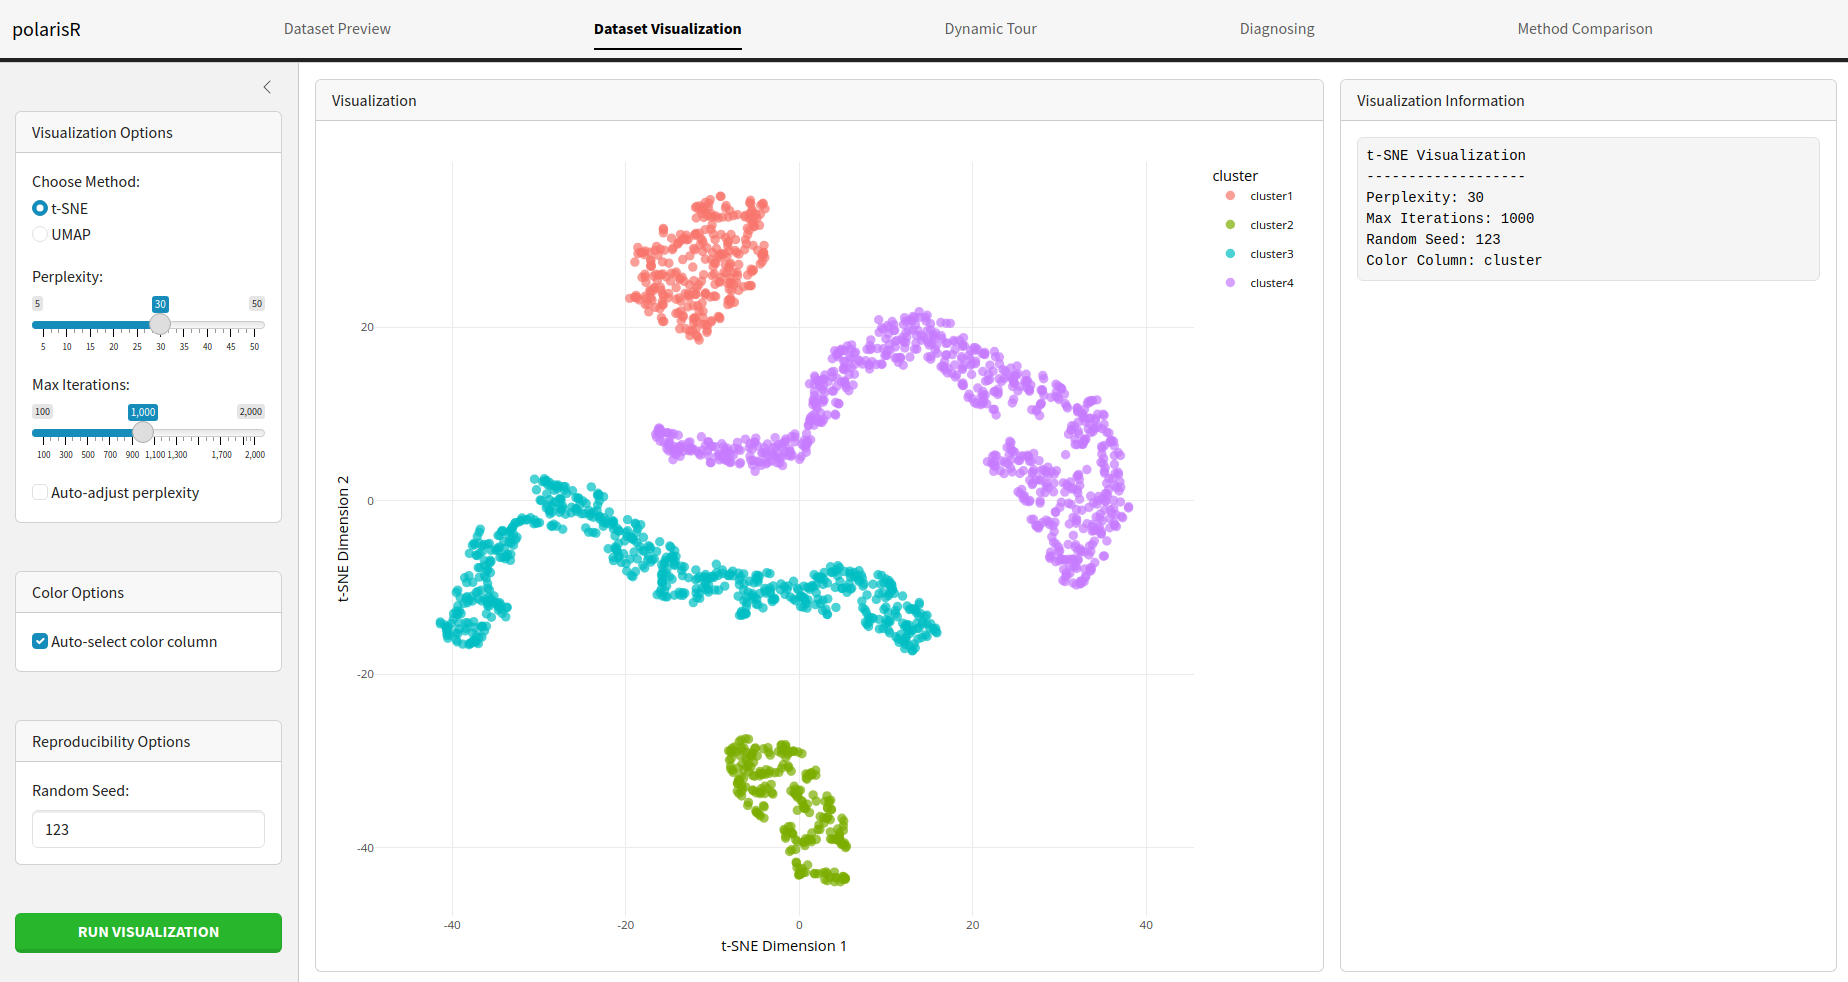 polarisR
Dataset Preview
Dataset Visualization
Dynamic Tour
Diagnosing
Method Comparison
Visualization Options
Choose Method:
t-SNE
UMAP
Perplexity:
5 30 50
5 10 15 20 25 30 35 40 45 50
Max Iterations:
100 1,000 2,000
100 300 500 700 900 1,100 1,300 1,700 2,000
Auto-adjust perplexity
Color Options
Auto-select color column
Reproducibility Options
Random Seed:
123
RUN VISUALIZATION
Visualization
cluster
cluster1
cluster2
cluster3
cluster4
20
0
-20
-40
t-SNE Dimension 2
-40 -20 0 20 40
t-SNE Dimension 1
Visualization Information
t-SNE Visualization
-------------------
Perplexity: 30
Max Iterations: 1000
Random Seed: 123
Color Column: cluster